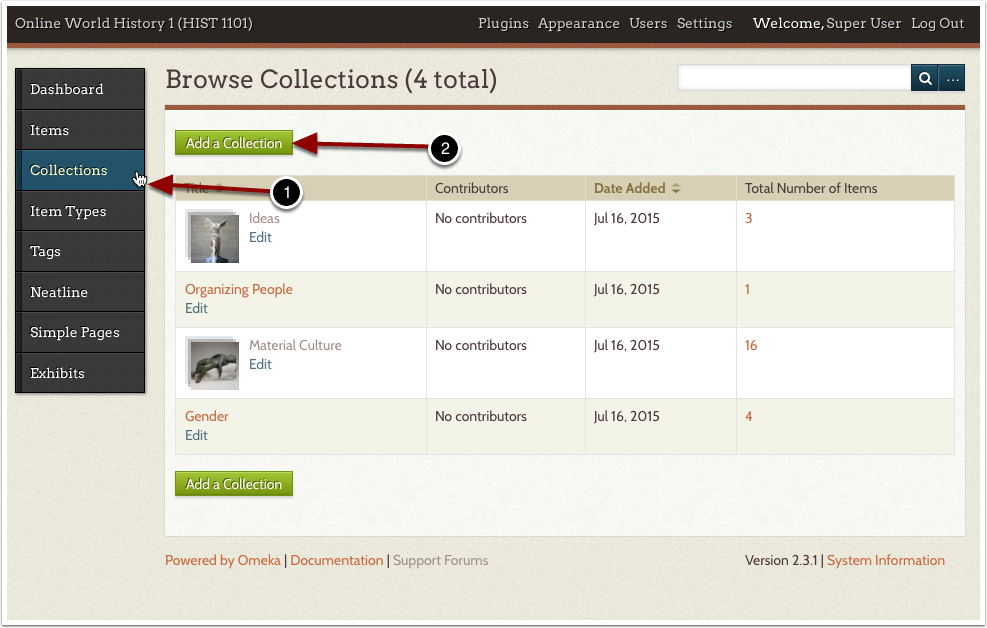 Online World History 1 (HIST 1101) Plugins Appearance Users Settings Welcome, Super User Log Out
Dashboard
Items
Collections
Item Types
Tags
Neatline
Simple Pages
Exhibits
Browse Collections (4 total)
...
Add a Collection
2
1
Title Contributors Date Added Total Number of Items
Ideas No contributors Jul 16, 2015 3
Edit
Organizing People No contributors Jul 16, 2015 1
Edit
Material Culture No contributors Jul 16, 2015 16
Edit
Gender No contributors Jul 16, 2015 4
Edit
Add a Collection
Powered by Omeka | Documentation | Support Forums Version 2.3.1 | System Information